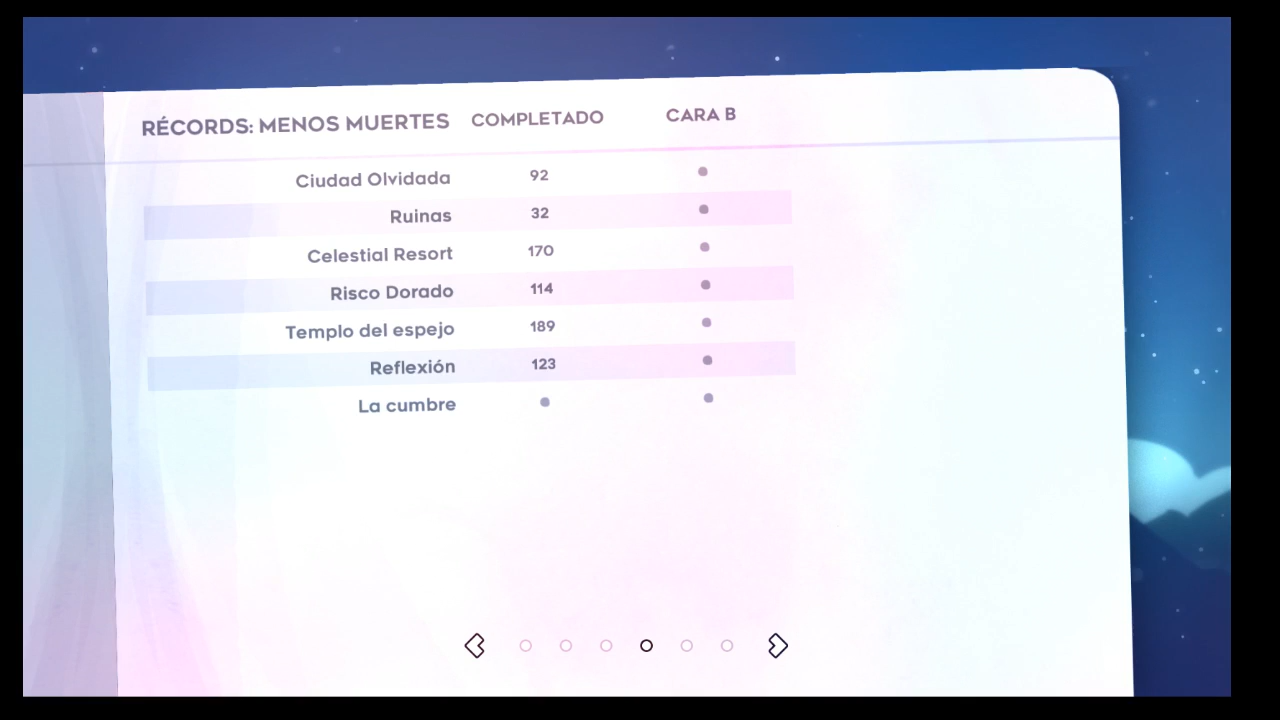 RÉCORDS: MENOS MUERTES COMPLETADO CARA B
Ciudad Olvidada 92
Ruinas 32
Celestial Resort 170
Risco Dorado 114
Templo del espejo 189
Reflexión 123
La cumbre